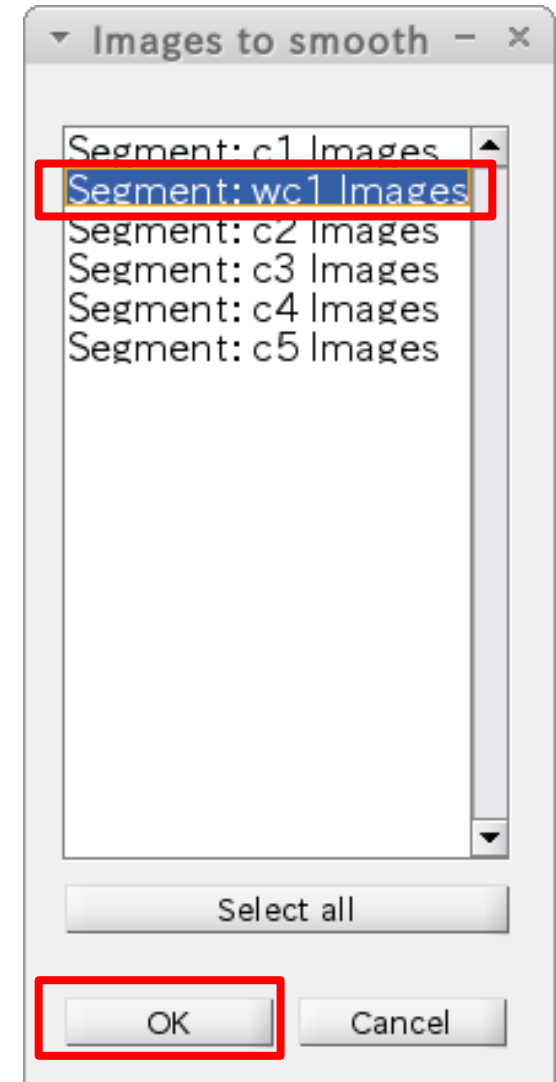 Images to smooth
Segment: c1 Images
Segment: wc1 Images
Segment: c2 Images
Segment: c3 Images
Segment: c4 Images
Segment: c5 Images
Select all
OK Cancel